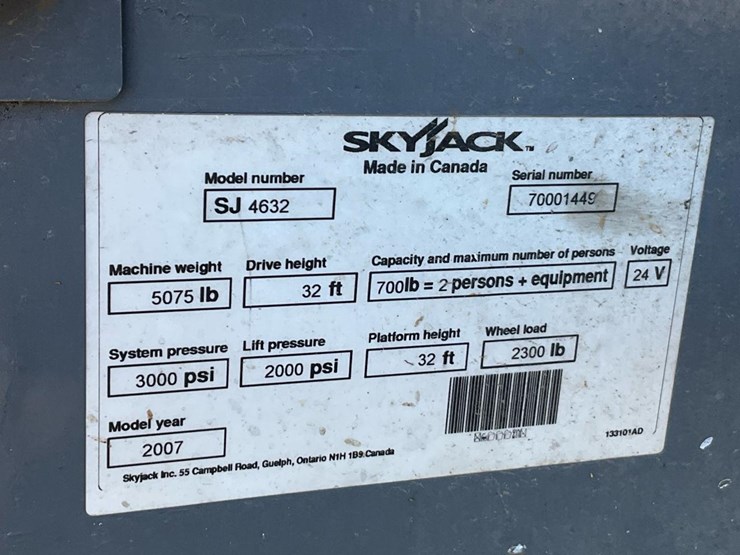 SKYJACK™
Made in Canada
Model number
SJ 4632
Serial number
70001449
Machine weight
5075 lb
Drive height
32 ft
Capacity and maximum number of persons
700lb = 2 persons + equipment
Voltage
24 V
System pressure
3000 psi
Lift pressure
2000 psi
Platform height
32 ft
Wheel load
2300 lb
Model year
2007
133101AD
Skyjack Inc. 55 Campbell Road, Guelph, Ontario N1H 1B9 Canada